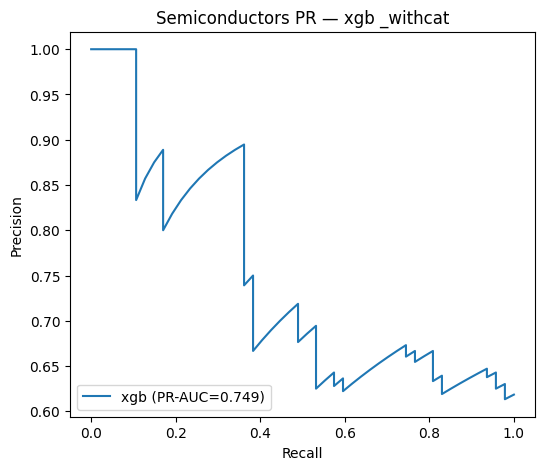 Semiconductors PR — xgb _withcat
Precision
1.00
0.95
0.90
0.85
0.80
0.75
0.70
0.65
0.60
xgb (PR-AUC=0.749)
0.0 0.2 0.4 0.6 0.8 1.0
Recall